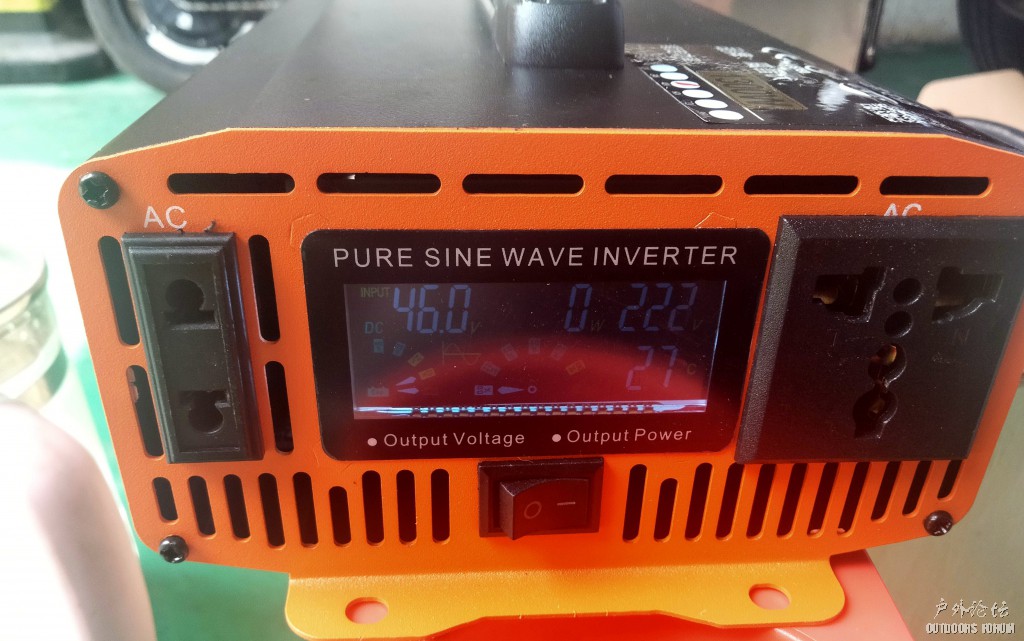 AC
AC
PURE SINE WAVE INVERTER
INPUT
DC 46.0 V 0 W 222 V
27 °C
Output Voltage
Output Power
N
户外论坛
OUTDOORS FORUM